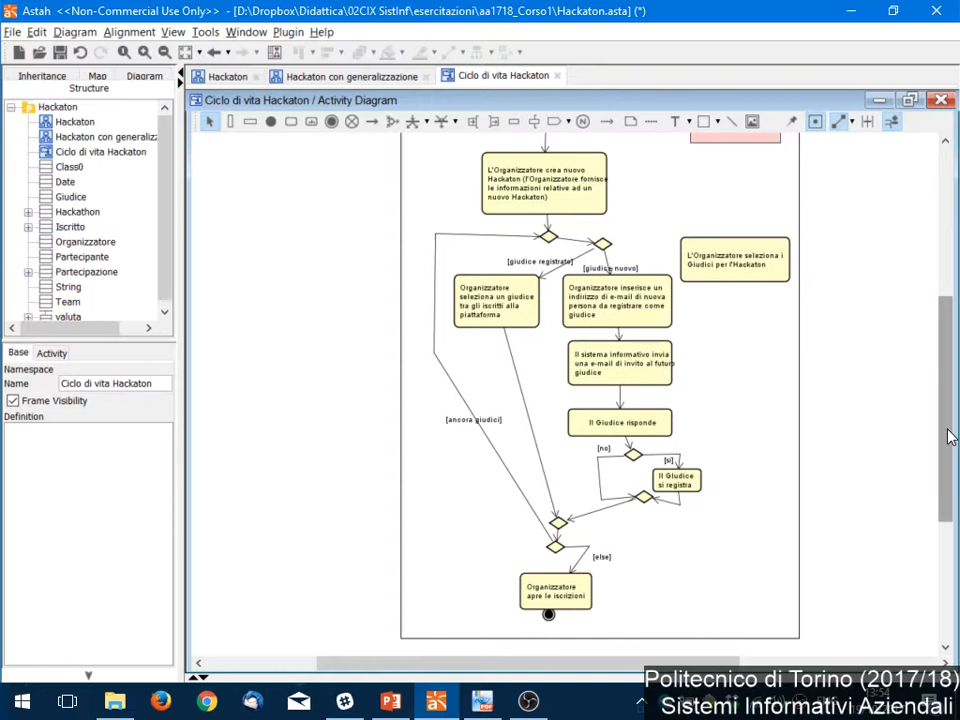 Astah <<Non-Commercial Use Only>> - [D:\Dropbox\Didattica\02CIX SistInf\esercitazioni\aa1718_Corso1\Hackaton.asta] (*)
File Edit Diagram Alignment View Tools Window Plugin Help
Inheritance Map Diagram
Structure
Hackaton
Hackaton
Hackaton con generaliz
Ciclo di vita Hackaton
Class0
Date
Giudice
Hackathon
Iscritto
Organizzatore
Partecipante
Partecipazione
String
Team
valuta
Base Activity
Namespace
Name Ciclo di vita Hackaton
Frame Visibility
Definition
Hackaton Hackaton con generalizzazione Ciclo di vita Hackaton
Ciclo di vita Hackaton / Activity Diagram
L'Organizzatore crea nuovo
Hackaton (l'Organizzatore fornisce
le informazioni relative ad un
nuovo Hackaton)
[giudice registrato]
[giudice nuovo]
L'Organizzatore seleziona i
Giudici per l'Hackaton
Organizzatore
seleziona un giudice
tra gli iscritti alla
piattaforma
Organizzatore inserisce un
indirizzo di e-mail di nuova
persona da registrare come
giudice
Il sistema informativo invia
una e-mail di invito al futuro
giudice
Il Giudice risponde
[ancora giudici]
[no]
[si]
Il GIudice
si registra
[else]
Organizzatore
apre le iscrizioni
Politecnico di Torino (2017/18)
Sistemi Informativi Aziendali